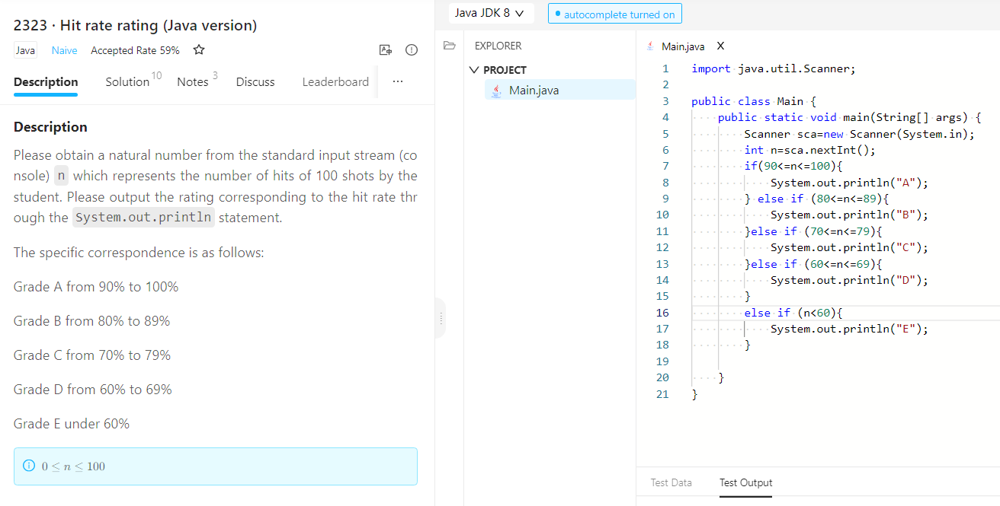 2323 · Hit rate rating (Java version)
Java Naive Accepted Rate 59%
Description Solution 10 Notes 3 Discuss Leaderboard ...
Description
Please obtain a natural number from the standard input stream (co
nsole) n which represents the number of hits of 100 shots by the
student. Please output the rating corresponding to the hit rate thr
ough the System.out.println statement.
The specific correspondence is as follows:
Grade A from 90% to 100%
Grade B from 80% to 89%
Grade C from 70% to 79%
Grade D from 60% to 69%
Grade E under 60%
0 ≤ n ≤ 100
Java JDK 8
autocomplete turned on
EXPLORER
PROJECT
Main.java
Main.java X
1 import java.util.Scanner;
2
3 public class Main {
4 public static void main(String[] args) {
5 Scanner sca=new Scanner(System.in);
6 int n=sca.nextInt();
7 if(90<=n<=100){
8 System.out.println("A");
9 } else if (80<=n<=89){
10 System.out.println("B");
11 }else if (70<=n<=79){
12 System.out.println("C");
13 }else if (60<=n<=69){
14 System.out.println("D");
15 }
16 else if (n<60){
17 System.out.println("E");
18 }
19
20 }
21 }
Test Data Test Output